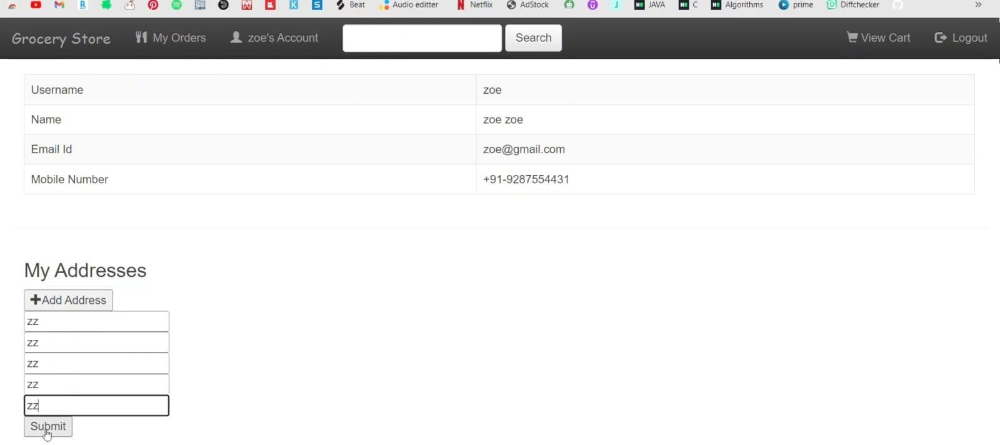 Beat Audio editter Netflix AdStock JAVA C Algorithms prime Diffchecker »
Grocery Store My Orders zoe's Account Search View Cart Logout
Username zoe
Name zoe zoe
Email Id zoe@gmail.com
Mobile Number +91-9287554431
My Addresses
+Add Address
zz
zz
zz
zz
zz
Submit